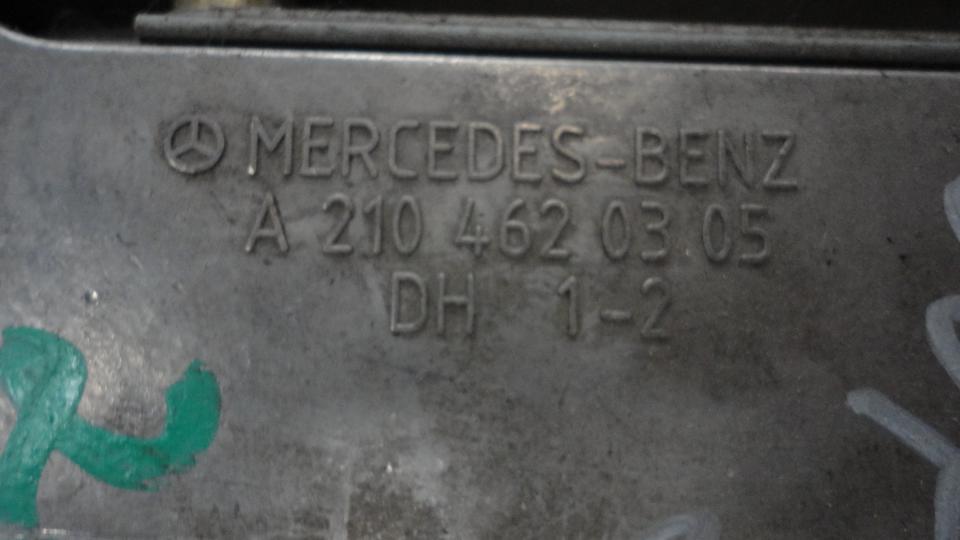 MERCEDES-BENZ
A 210 462 03 05
DH 1-2